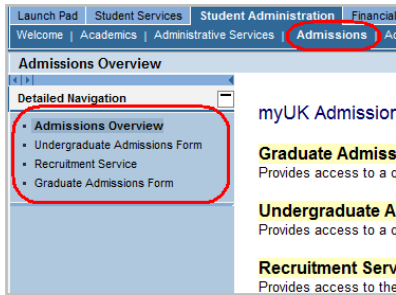 Launch Pad Student Services Student Administration Financial
Welcome | Academics | Administrative Services | Admissions |
Admissions Overview
Detailed Navigation
Admissions Overview
Undergraduate Admissions Form
Recruitment Service
Graduate Admissions Form
myUK Admission
Graduate Admiss
Provides access to a c
Undergraduate A
Provides access to a c
Recruitment Serv
Provides access to the